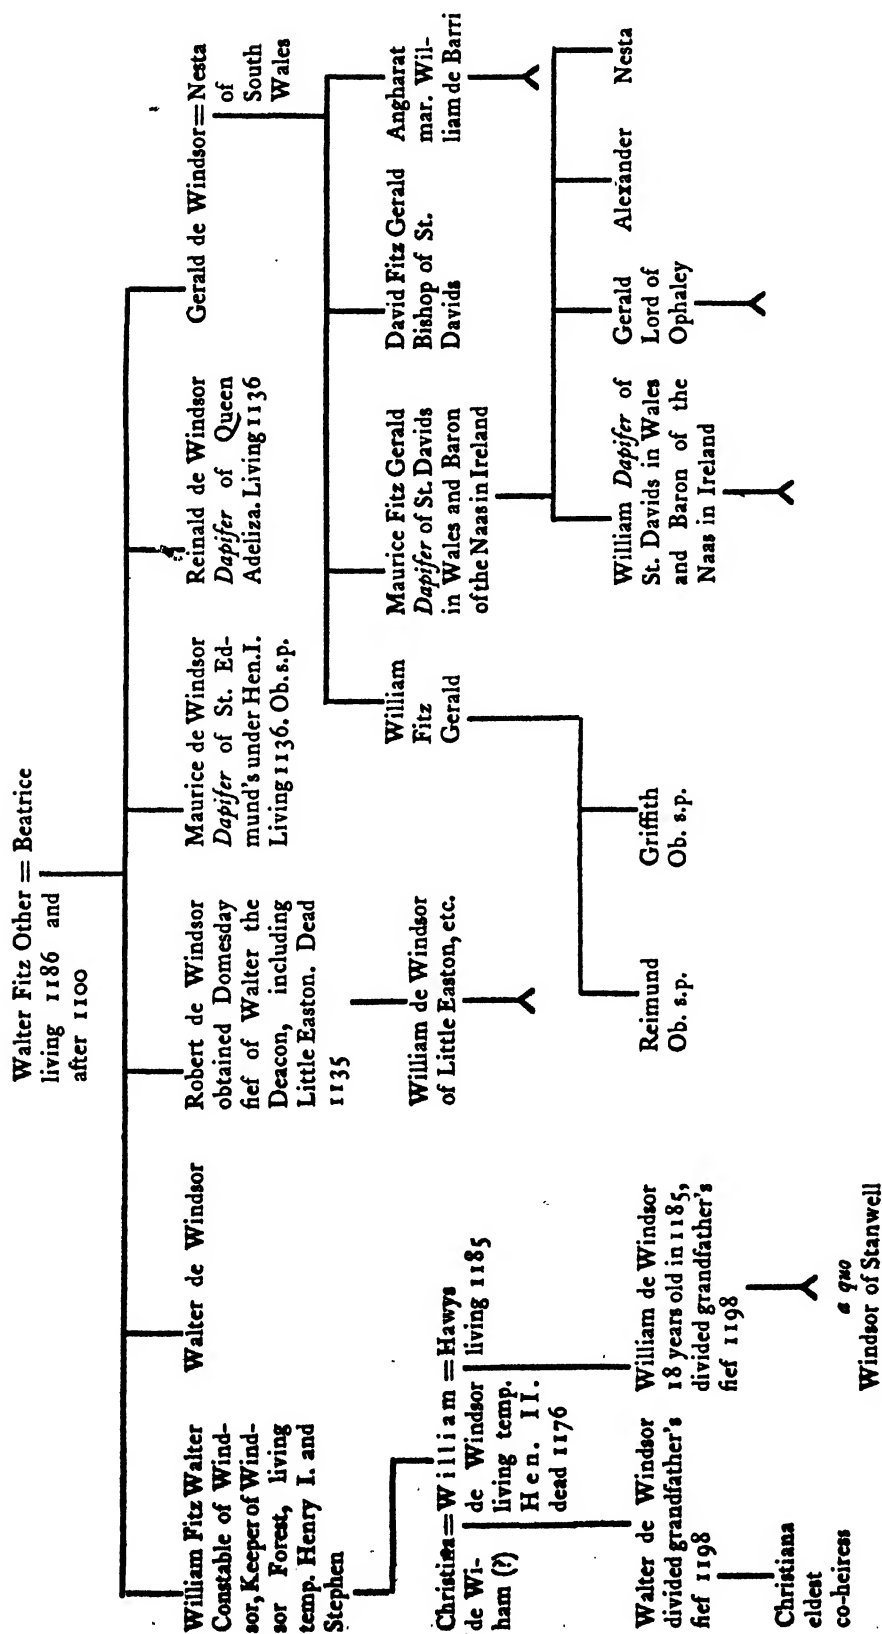 Walter Fitz Other = Beatrice
living 1186 and
after 1100
William Fitz Walter
Constable of Wind-
sor, Keeper of Wind-
sor Forest, living
temp. Henry I. and
Stephen
Walter de Windsor
Robert de Windsor
obtained Domesday
fief of Walter the
Deacon, including
Little Easton. Dead
1135
Maurice de Windsor
Dapifer of St. Ed-
mund's under Hen.I.
Living 1136. Ob.s.p.
Reinald de Windsor
Dapifer of Queen
Adeliza. Living 1136
Gerald de Windsor=Nesta
of
South
Wales
Christina=William=Hawys
de Wi-
ham (?)
de Windsor
living temp.
Hen. II.
dead 1176
living 1185
William de Windsor
of Little Easton, etc.
William
Fitz
Gerald
Maurice Fitz Gerald
Dapifer of St. Davids
in Wales and Baron
of the Naas in Ireland
David Fitz Gerald
Bishop of St.
Davids
Angharat
mar. Wil-
liam de Barri
Walter de Windsor
divided grandfather's
fief 1198
William de Windsor
18 years old in 1185,
divided grandfather's
fief 1198
Reimund
Ob. s.p.
Griffith
Ob. s.p.
William Dapifer of
St. Davids in Wales
and Baron of the
Naas in Ireland
Gerald
Lord of
Ophaley
Alexander
Nesta
Christiana
eldest
co-heiress
a quo
Windsor of Stanwell